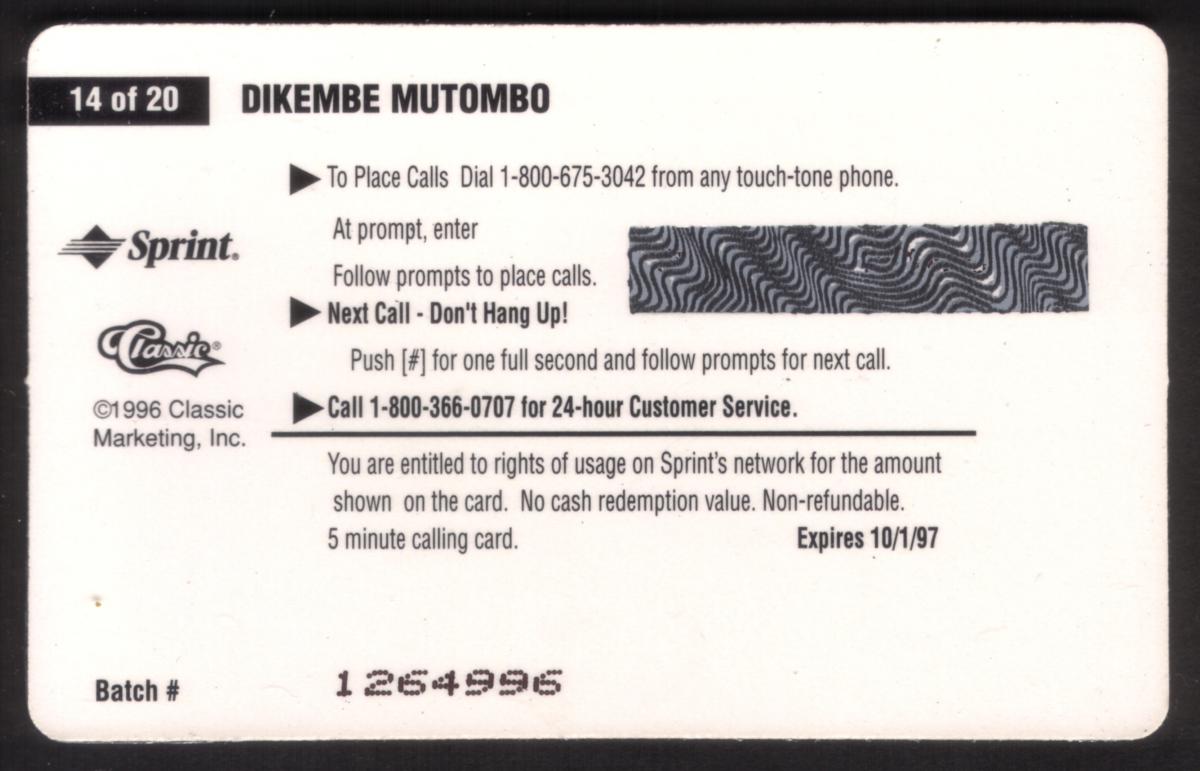 14 of 20 DIKEMBE MUTOMBO
To Place Calls Dial 1-800-675-3042 from any touch-tone phone.
At prompt, enter
Follow prompts to place calls.
Sprint®
Next Call - Don't Hang Up!
Push [#] for one full second and follow prompts for next call.
Classic®
Call 1-800-366-0707 for 24-hour Customer Service.
©1996 Classic
Marketing, Inc.
You are entitled to rights of usage on Sprint's network for the amount
shown on the card. No cash redemption value. Non-refundable.
5 minute calling card. Expires 10/1/97
Batch # 1264996